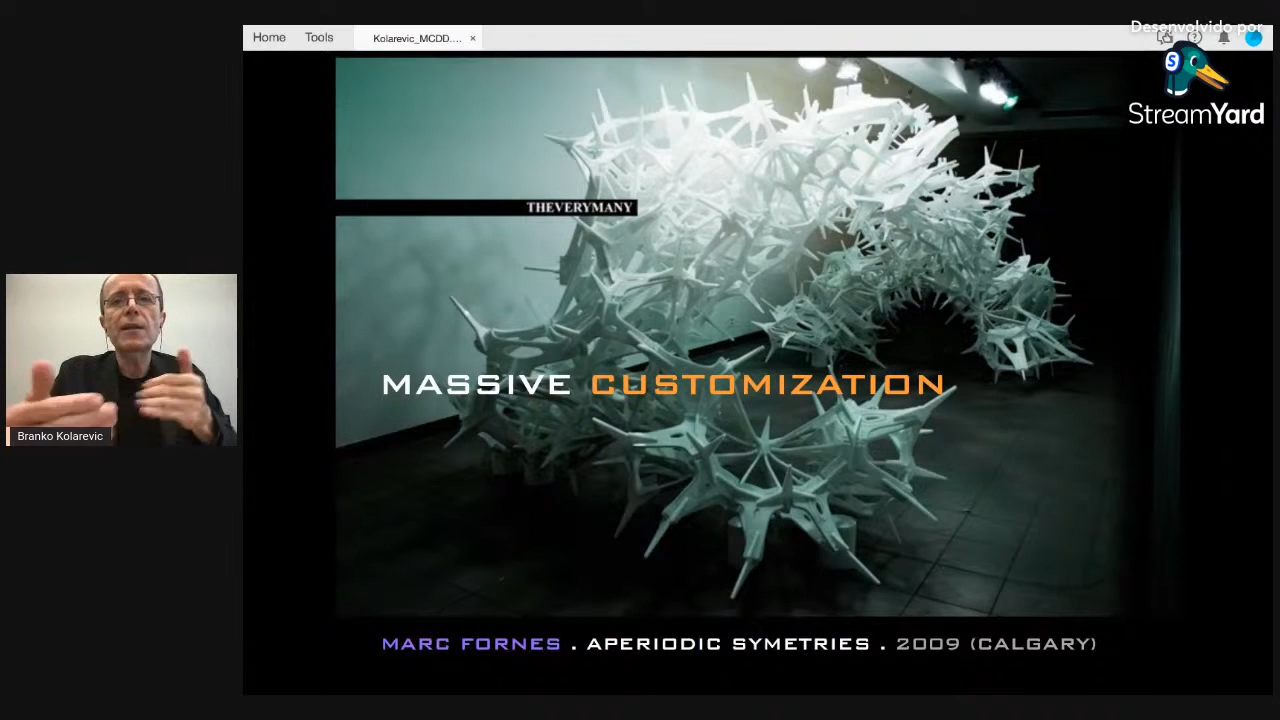 Home Tools Kolarevic_MCDD.... ×
Desenvolvido por
StreamYard
THEVERYMANY
MASSIVE CUSTOMIZATION
Branko Kolarevic
MARC FORNES . APERIODIC SYMETRIES . 2009 (CALGARY)